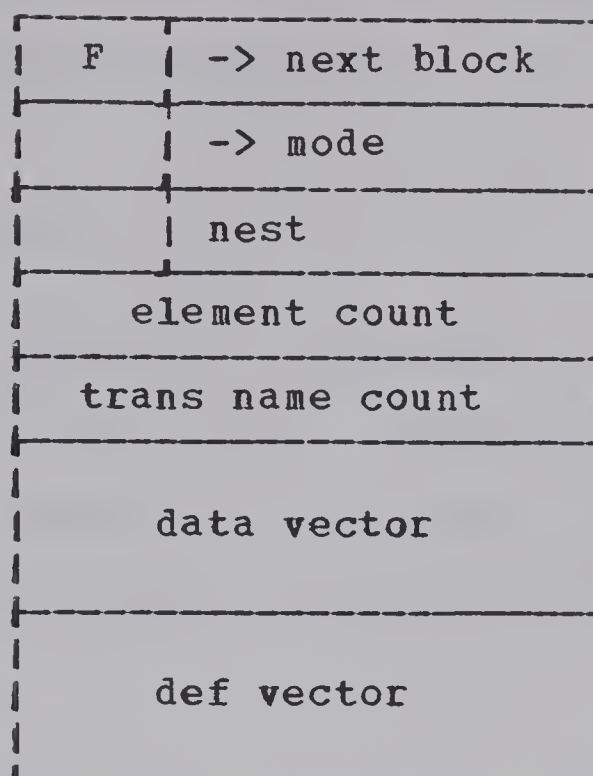 F -> next block
-> mode
nest
element count
trans name count
data vector
def vector